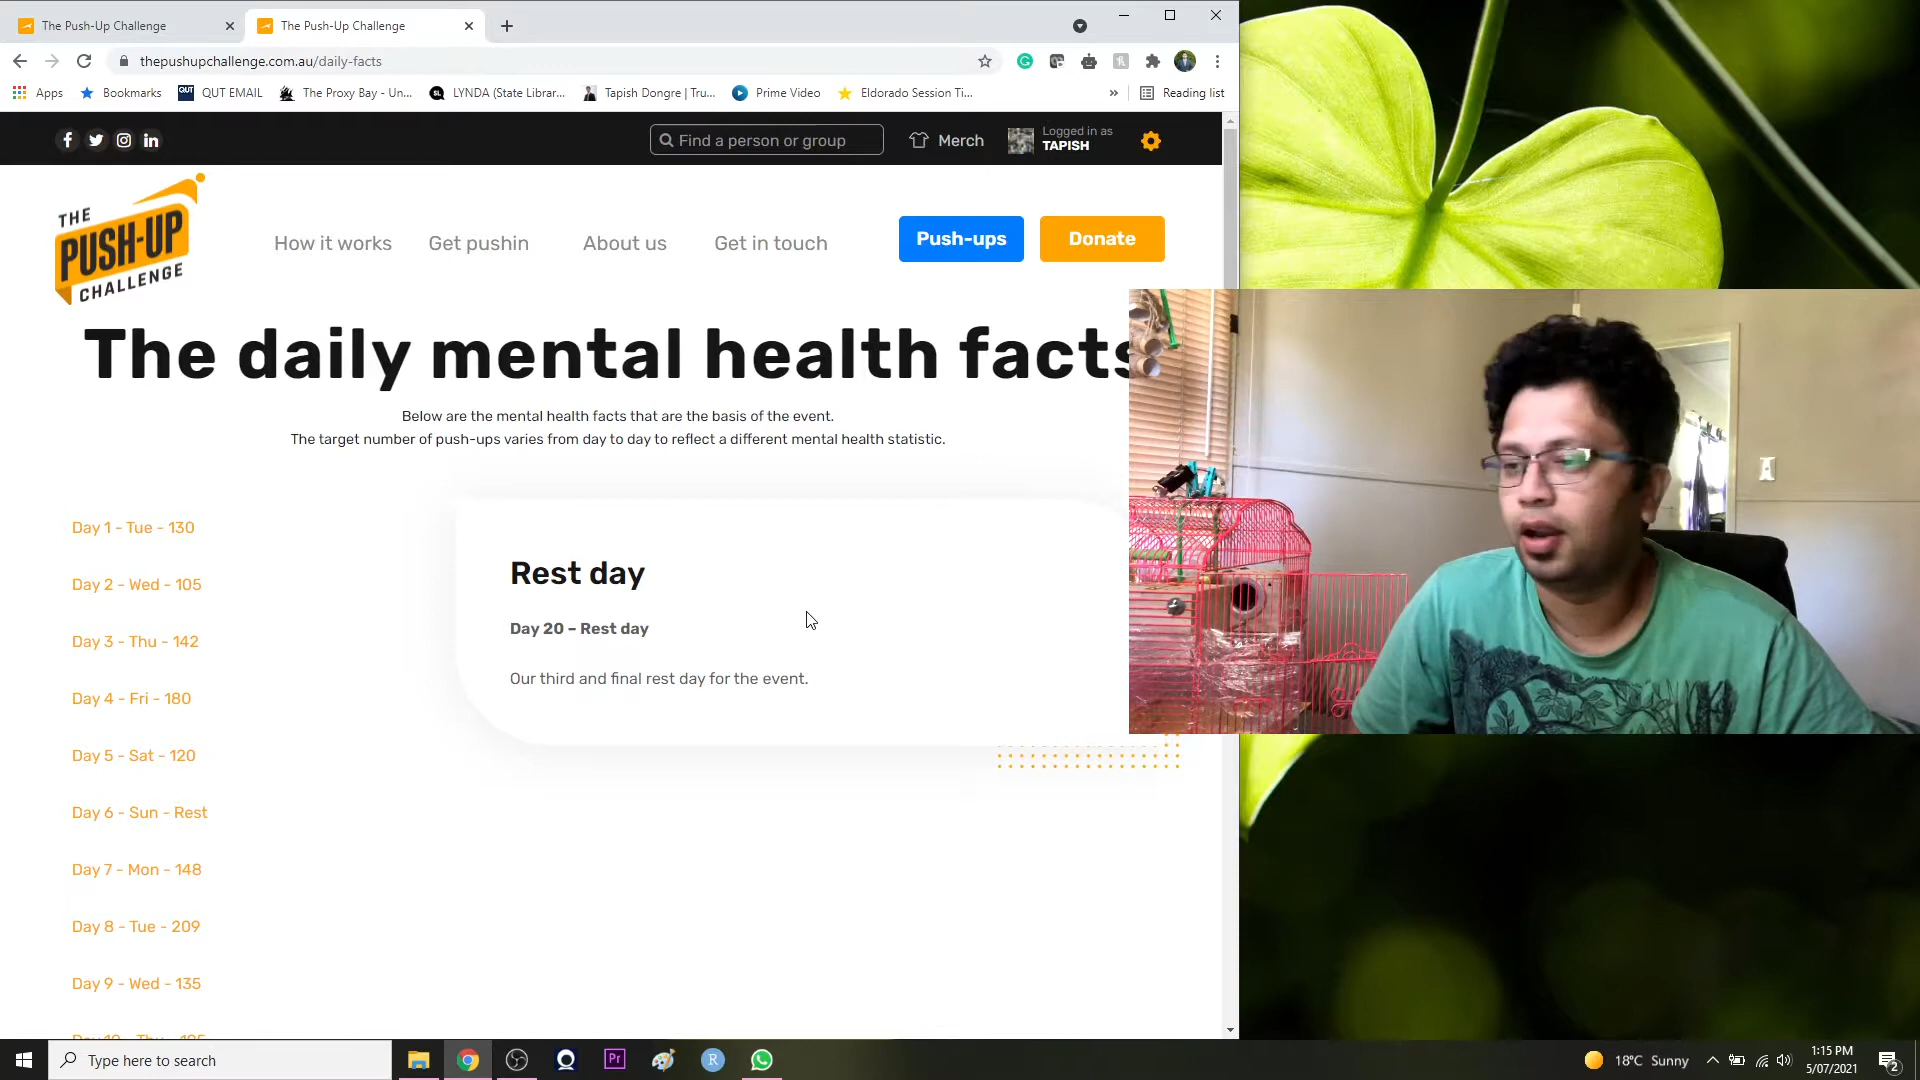 The Push-Up Challenge
The Push-Up Challenge
thepushupchallenge.com.au/daily-facts
Apps
Bookmarks
QUT EMAIL
The Proxy Bay - Un...
LYNDA (State Librar...
Tapish Dongre | Tru...
Prime Video
Eldorado Session Ti...
»
Reading list
Find a person or group
Merch
Logged in as
TAPISH
THE
PUSH-UP
CHALLENGE
How it works
Get pushin
About us
Get in touch
Push-ups
Donate
The daily mental health facts
Below are the mental health facts that are the basis of the event.
The target number of push-ups varies from day to day to reflect a different mental health statistic.
Day 1 - Tue - 130
Day 2 - Wed - 105
Day 3 - Thu - 142
Day 4 - Fri - 180
Day 5 - Sat - 120
Day 6 - Sun - Rest
Day 7 - Mon - 148
Day 8 - Tue - 209
Day 9 - Wed - 135
Rest day
Day 20 – Rest day
Our third and final rest day for the event.
Type here to search
Pr
R
18°C Sunny
1:15 PM
5/07/2021
2